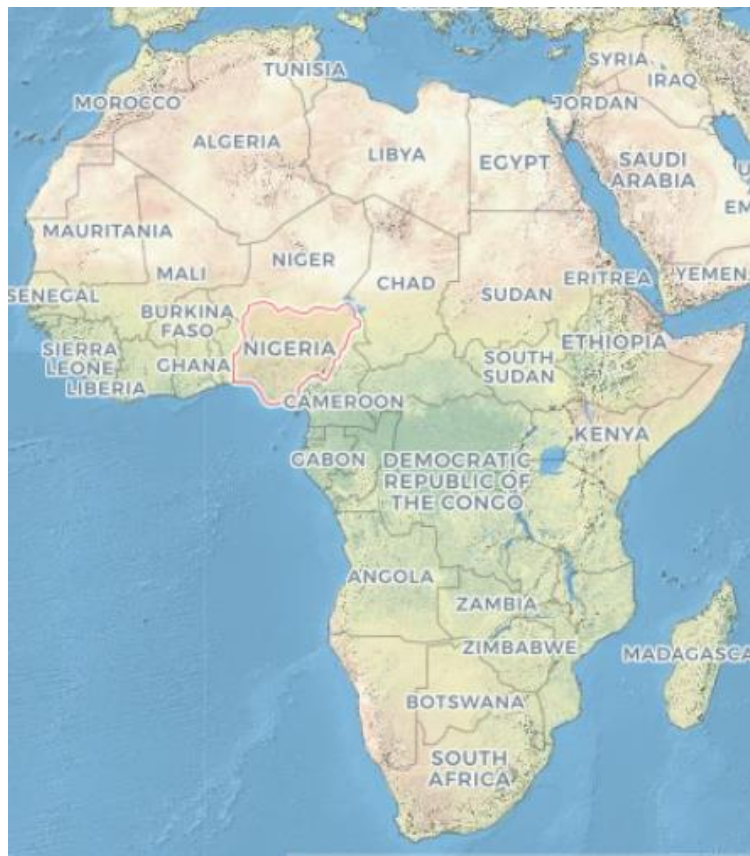 TUNISIA
SYRIA
IRAQ
MOROCCO
JORDAN
ALGERIA
LIBYA
EGYPT
SAUDI
ARABIA
MAURITANIA
NIGER
MALI
CHAD
ERITREA
YEMEN
SENEGAL
SUDAN
BURKINA
FASO
ETHIOPIA
NIGERIA
SIERRA
LEONE
GHANA
SOUTH
SUDAN
LIBERIA
CAMEROON
KENYA
GABON
DEMOCRATIC
REPUBLIC OF
THE CONGO
ANGOLA
ZAMBIA
ZIMBABWE
MADAGASCA
BOTSWANA
SOUTH
AFRICA